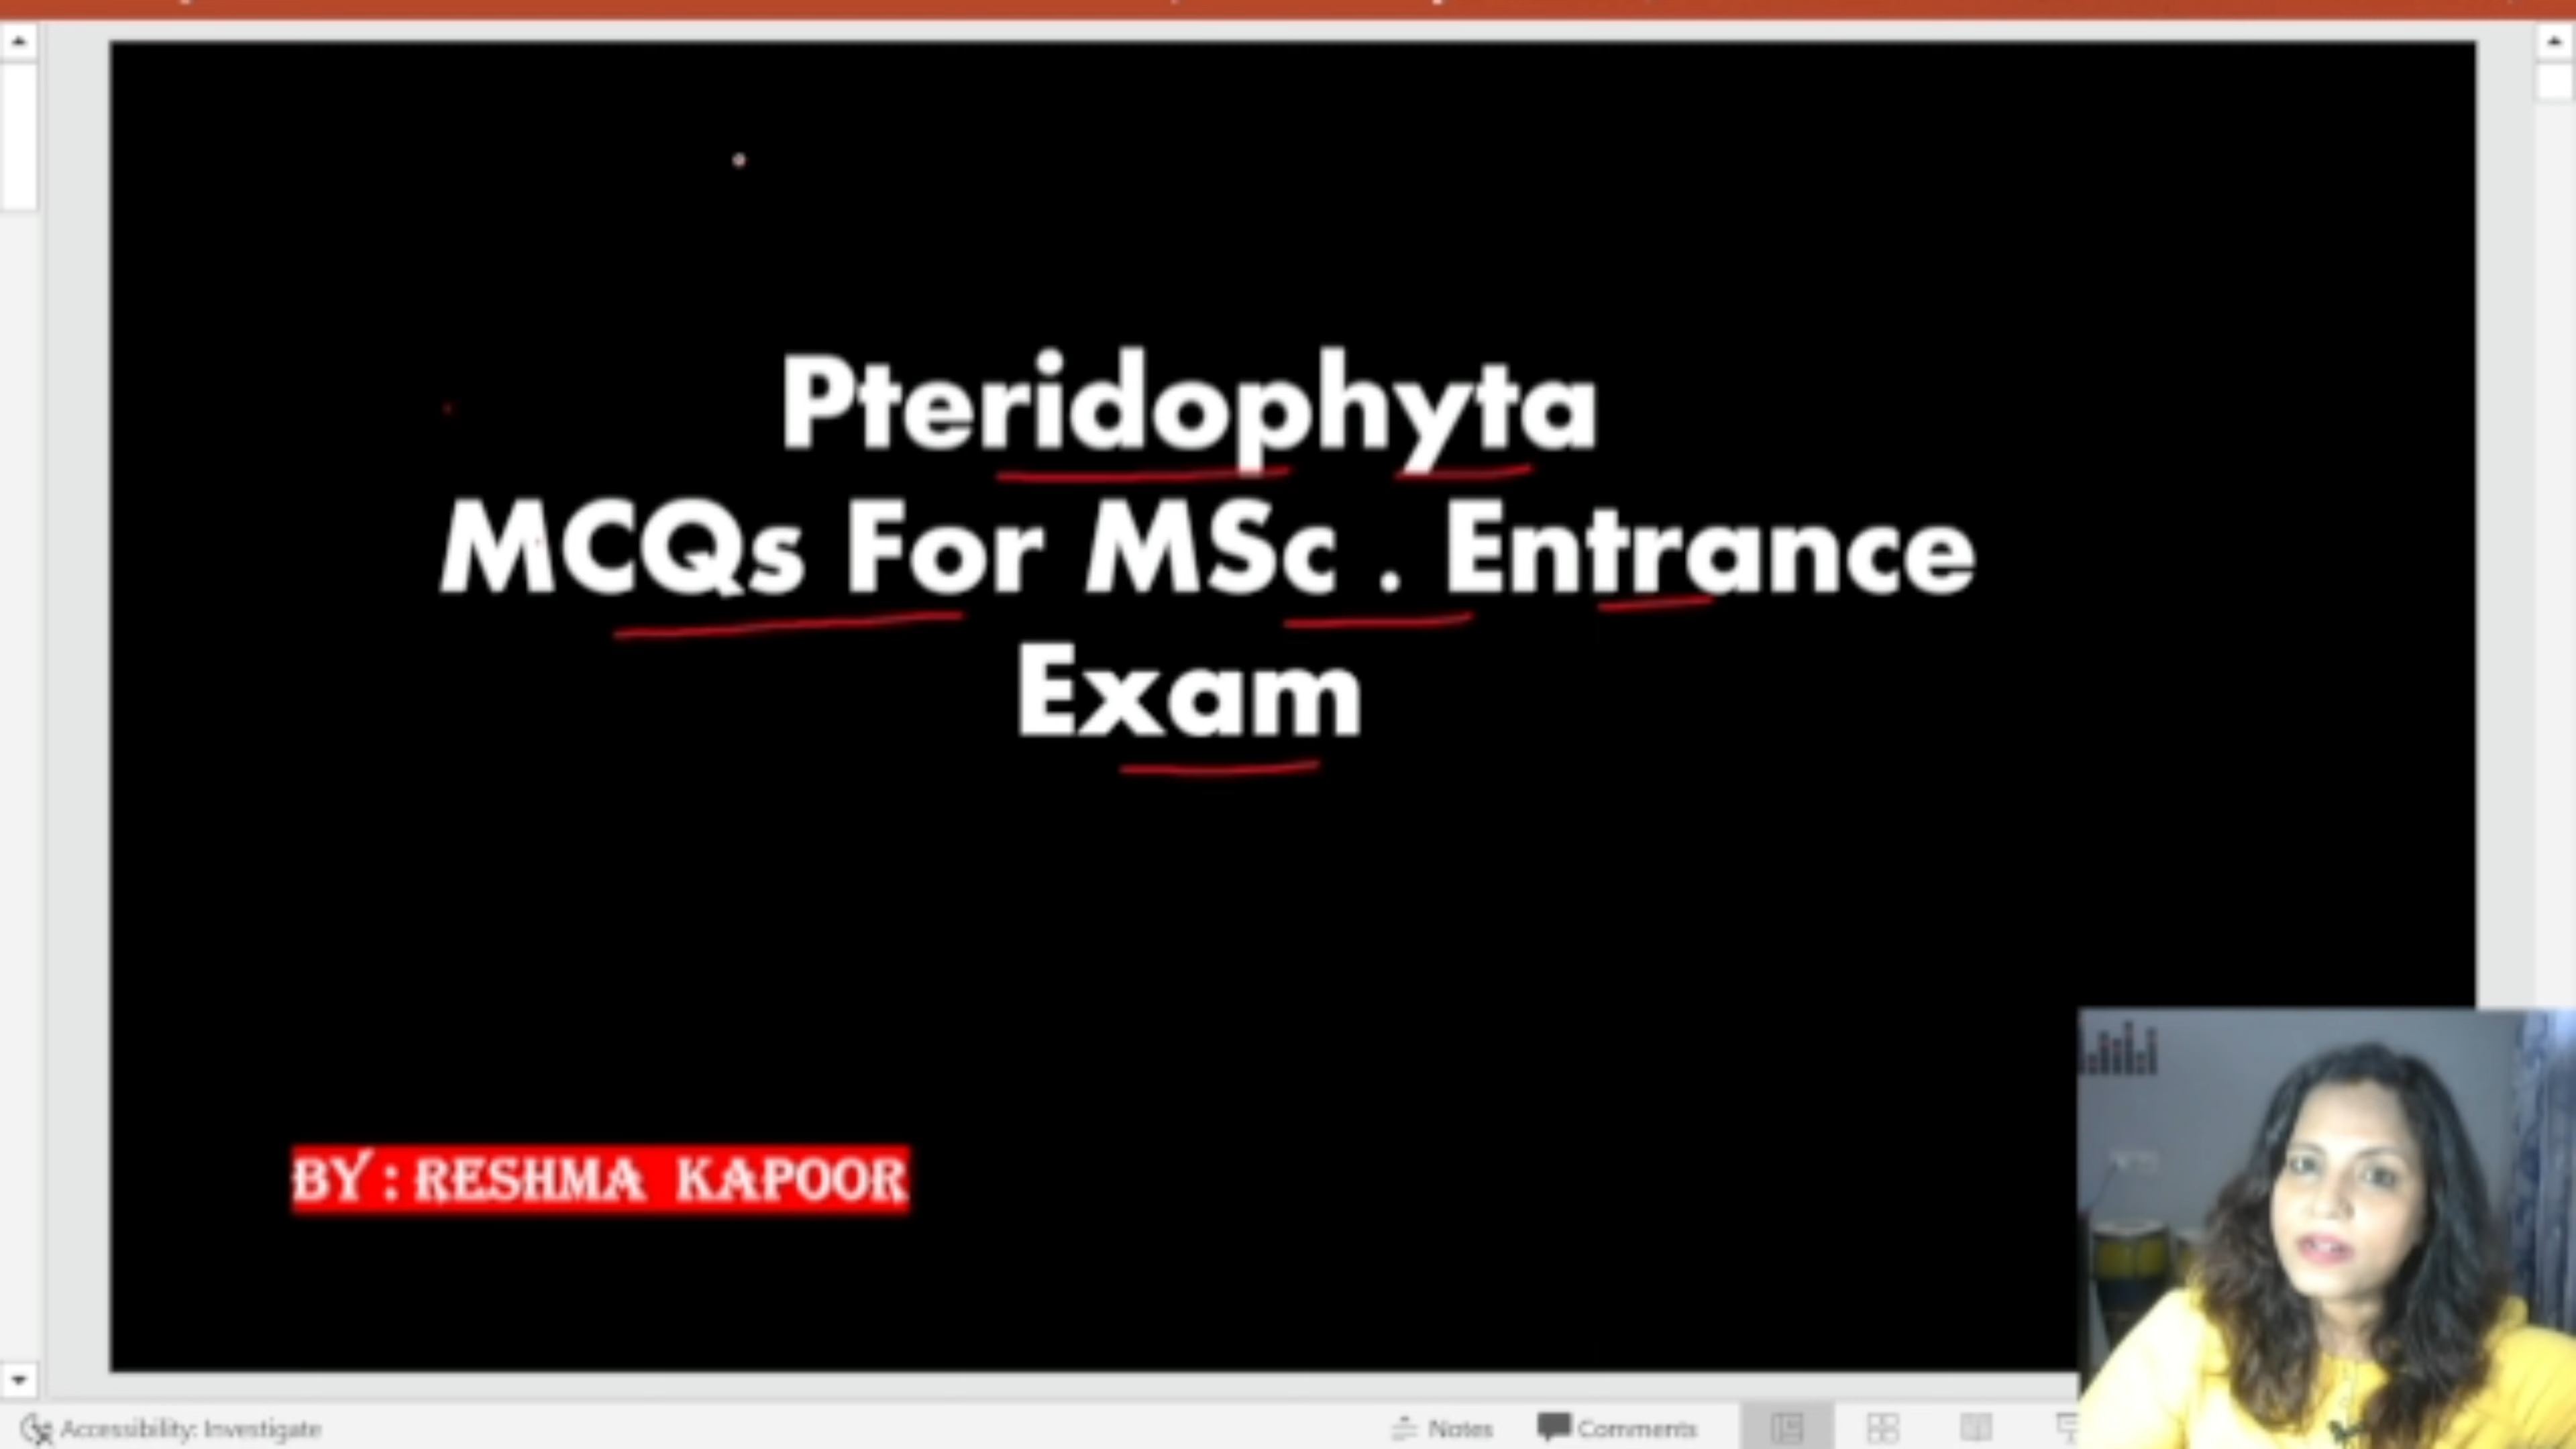 Pteridophyta
MCQs For MSc . Entrance
Exam
BY : RESHMA KAPOOR
Accessibility: Investigate
Notes
Comments